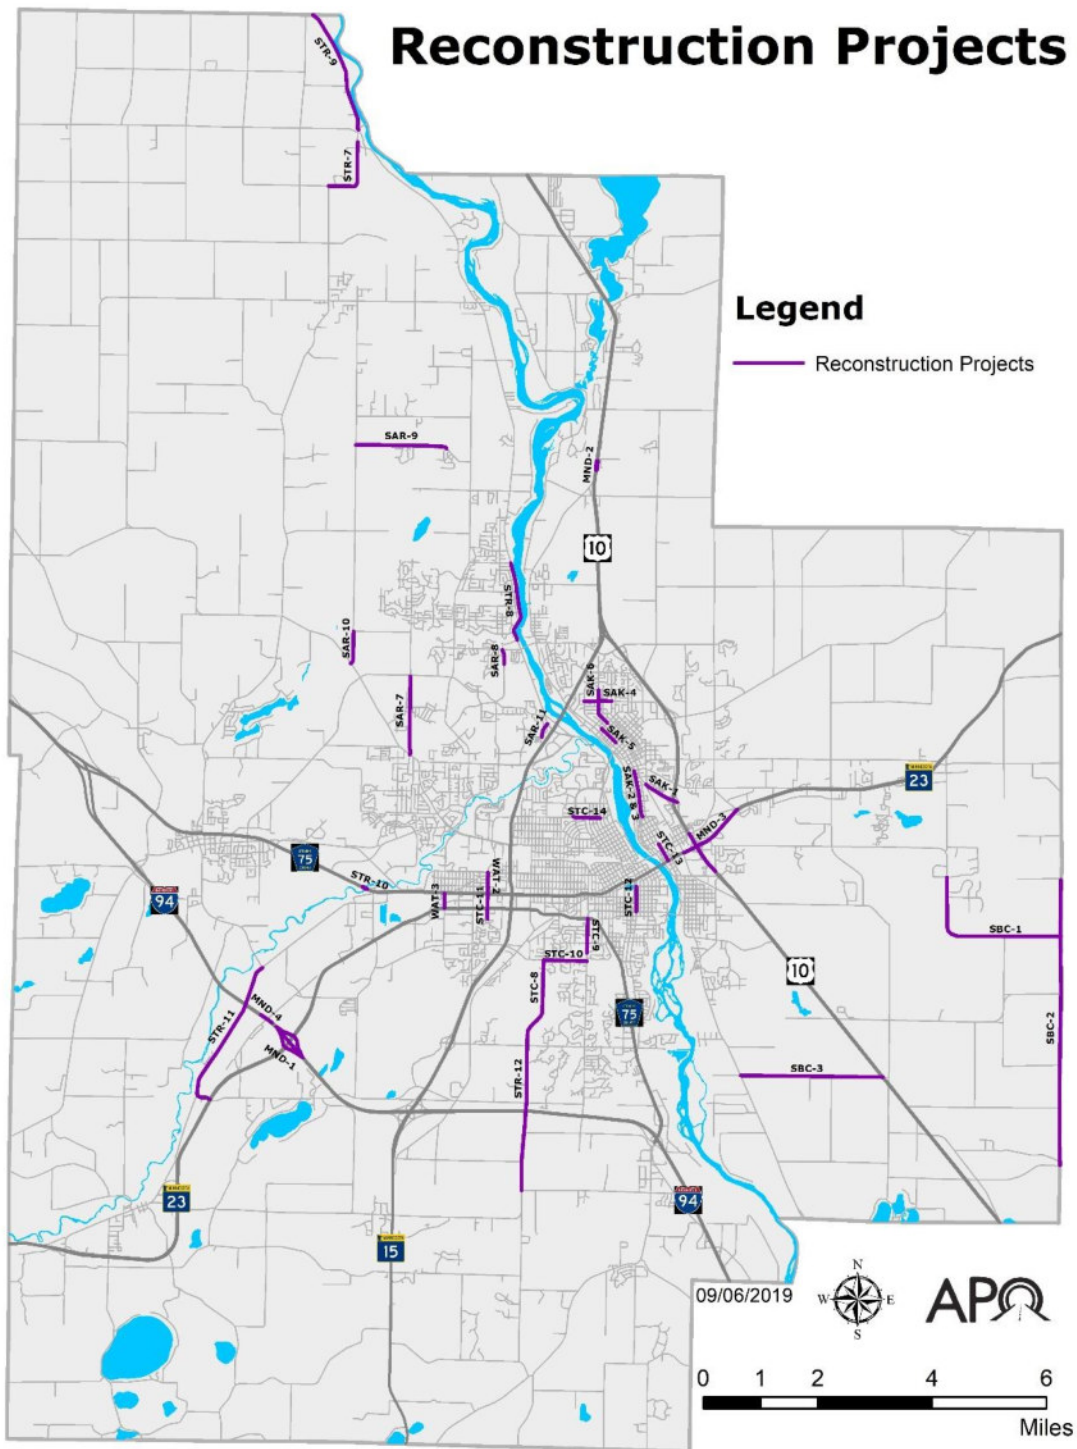 Reconstruction Projects
STR-9
STR-7
Legend
Reconstruction Projects
SAR-9
MND-2
10
STR-8
SAR-10
SAR-8
SAK-6
SAK-4
SAR-7
SAR-11
SAK-5
23
SAK-2 & 3
SAK-1
STC-14
MND-3
STC-13
75
STR-10
WAT-2
94
WAT-3
STC-11
STC-12
SBC-1
STC-9
STC-10
10
STC-8
75
MND-4
STR-11
SBC-2
MND-1
STR-12
SBC-3
23
94
15
09/06/2019
N
W E
S
APO
0 1 2 4 6
Miles